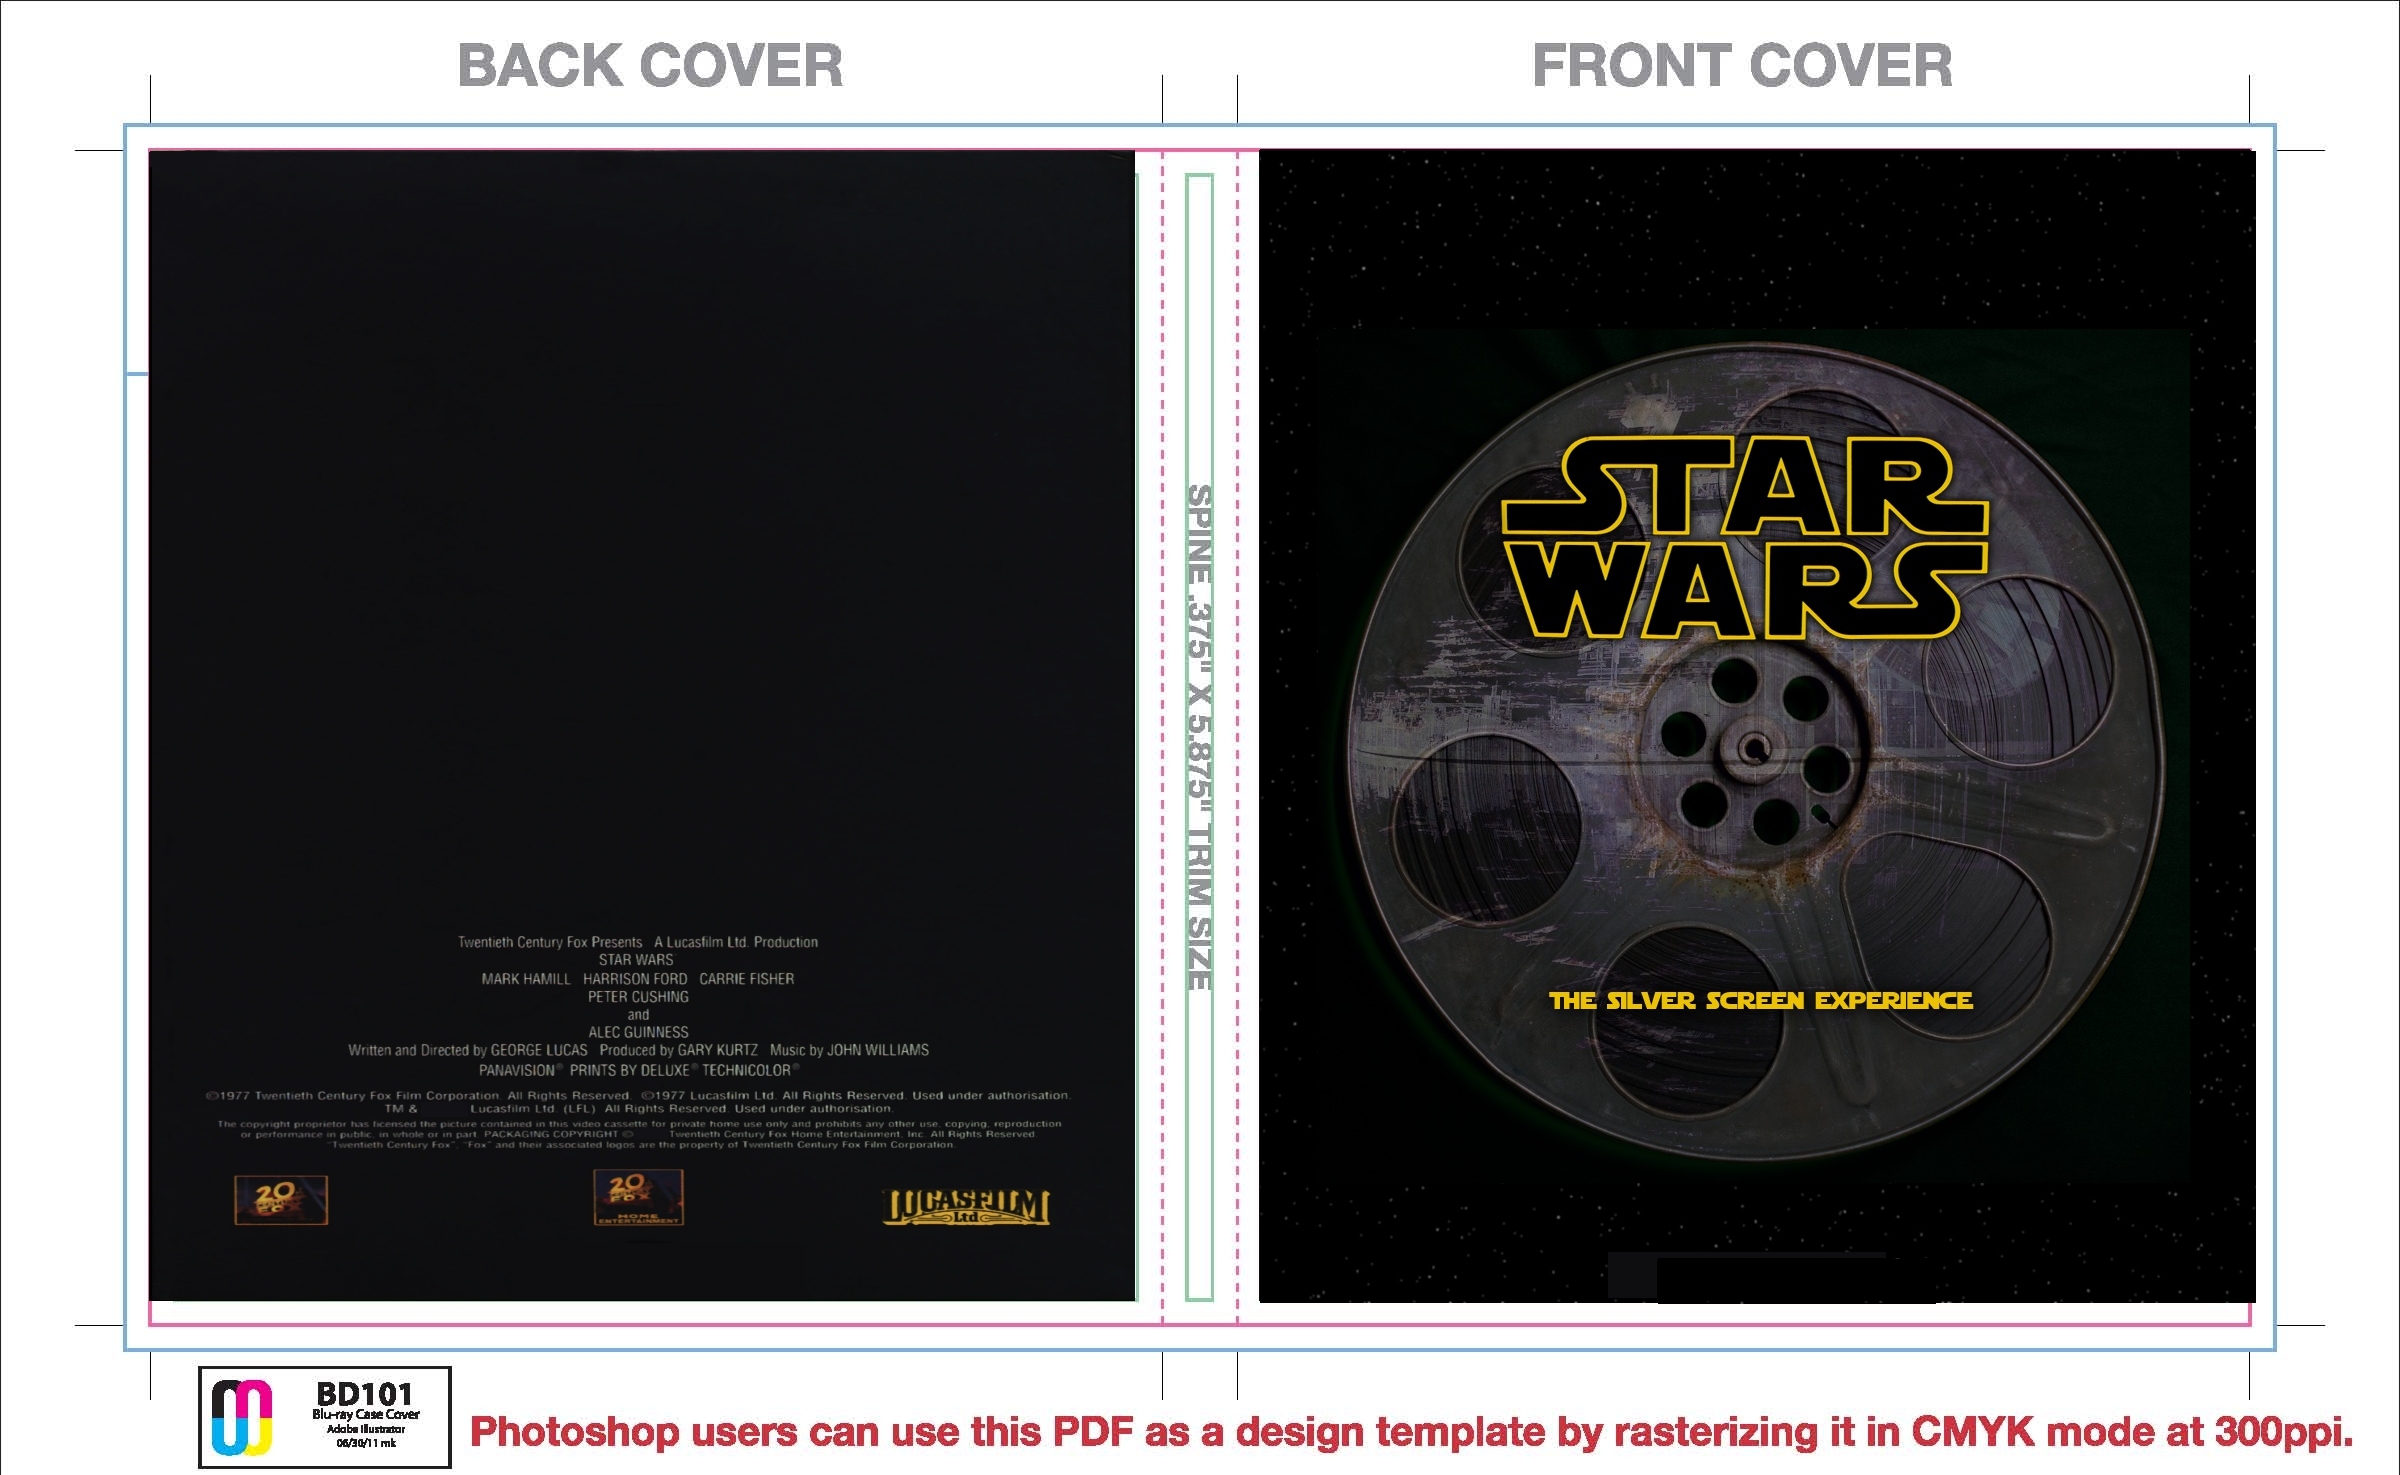 BACK COVER
FRONT COVER
Twentieth Century Fox Presents   A Lucasfilm Ltd. Production
STAR WARS
MARK HAMILL   HARRISON FORD   CARRIE FISHER
PETER CUSHING
and
ALEC GUINNESS
Written and Directed by GEORGE LUCAS   Produced by GARY KURTZ   Music by JOHN WILLIAMS
PANAVISION® PRINTS BY DELUXE® TECHNICOLOR®
©1977 Twentieth Century Fox Film Corporation. All Rights Reserved. ©1977 Lucasfilm Ltd. All Rights Reserved. Used under authorisation.
TM & Lucasfilm Ltd. (LFL) All Rights Reserved. Used under authorisation.
The copyright proprietor has licensed the picture contained in this video cassette for private home use only and prohibits any other use, copying, reproduction
or performance in public, in whole or in part. PACKAGING COPYRIGHT © Twentieth Century Fox Home Entertainment, Inc. All Rights Reserved
"Twentieth Century Fox", "Fox" and their associated logos are the property of Twentieth Century Fox Film Corporation.
20
CENTURY
FOX
20
CENTURY
FOX
HOME
ENTERTAINMENT
LUCASFILM
Ltd
SPINE .375" X 5.875" TRIM SIZE
STAR
WARS
THE SILVER SCREEN EXPERIENCE
BD101
Blu-ray Case Cover
Adobe Illustrator
06/30/11 mk
Photoshop users can use this PDF as a design template by rasterizing it in CMYK mode at 300ppi.